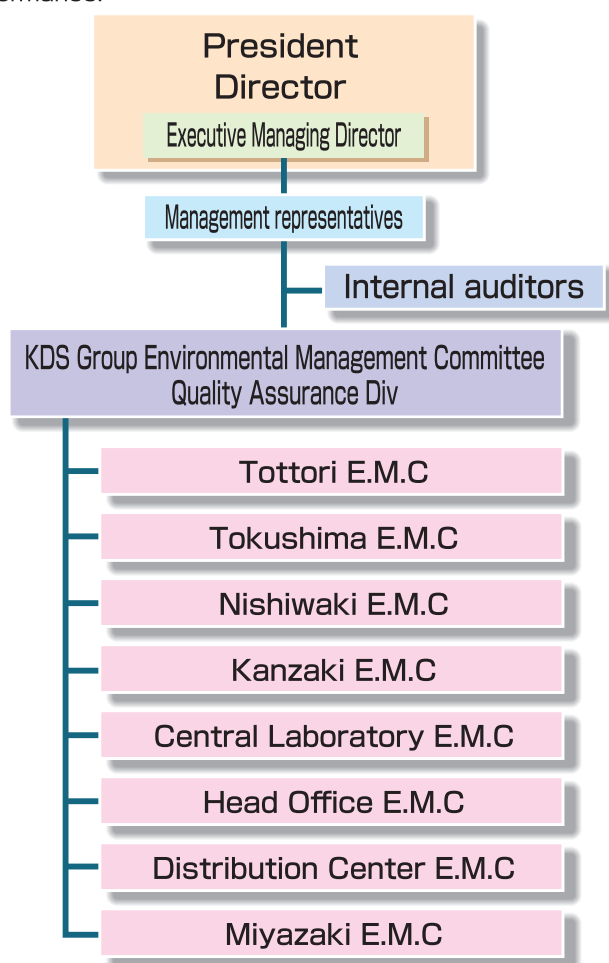 President
Director
Executive Managing Director
Management representatives
Internal auditors
KDS Group Environmental Management Committee
Quality Assurance Div
Tottori E.M.C
Tokushima E.M.C
Nishiwaki E.M.C
Kanzaki E.M.C
Central Laboratory E.M.C
Head Office E.M.C
Distribution Center E.M.C
Miyazaki E.M.C